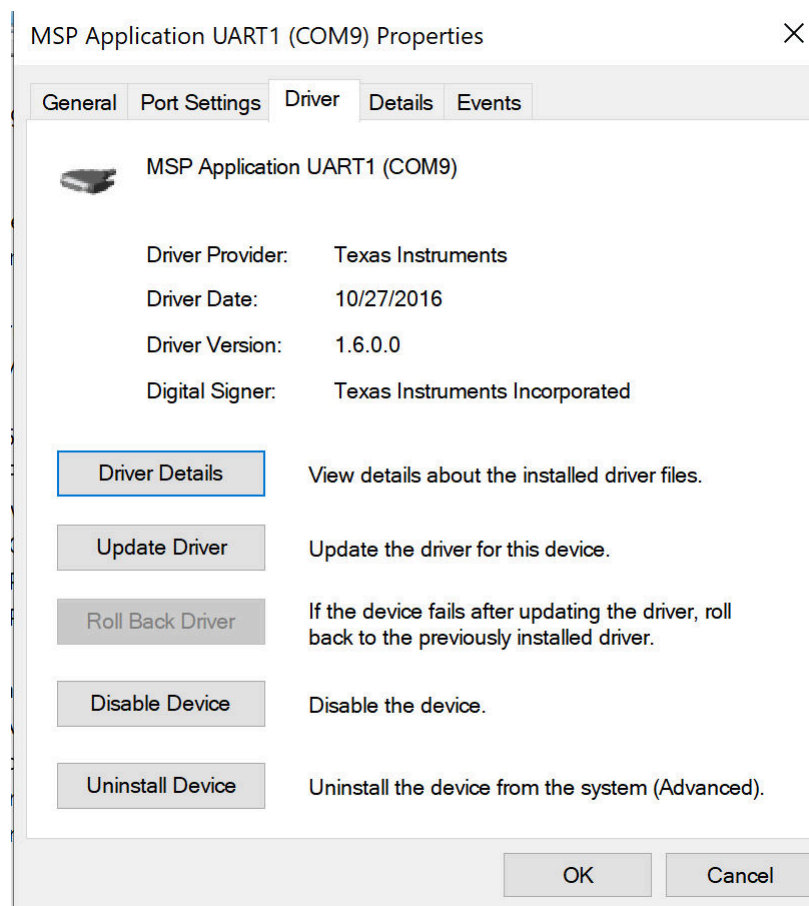 MSP Application UART1 (COM9) Properties
General Port Settings Driver Details Events
MSP Application UART1 (COM9)
Driver Provider: Texas Instruments
Driver Date: 10/27/2016
Driver Version: 1.6.0.0
Digital Signer: Texas Instruments Incorporated
Driver Details View details about the installed driver files.
Update Driver Update the driver for this device.
Roll Back Driver If the device fails after updating the driver, roll
back to the previously installed driver.
Disable Device Disable the device.
Uninstall Device Uninstall the device from the system (Advanced).
OK Cancel